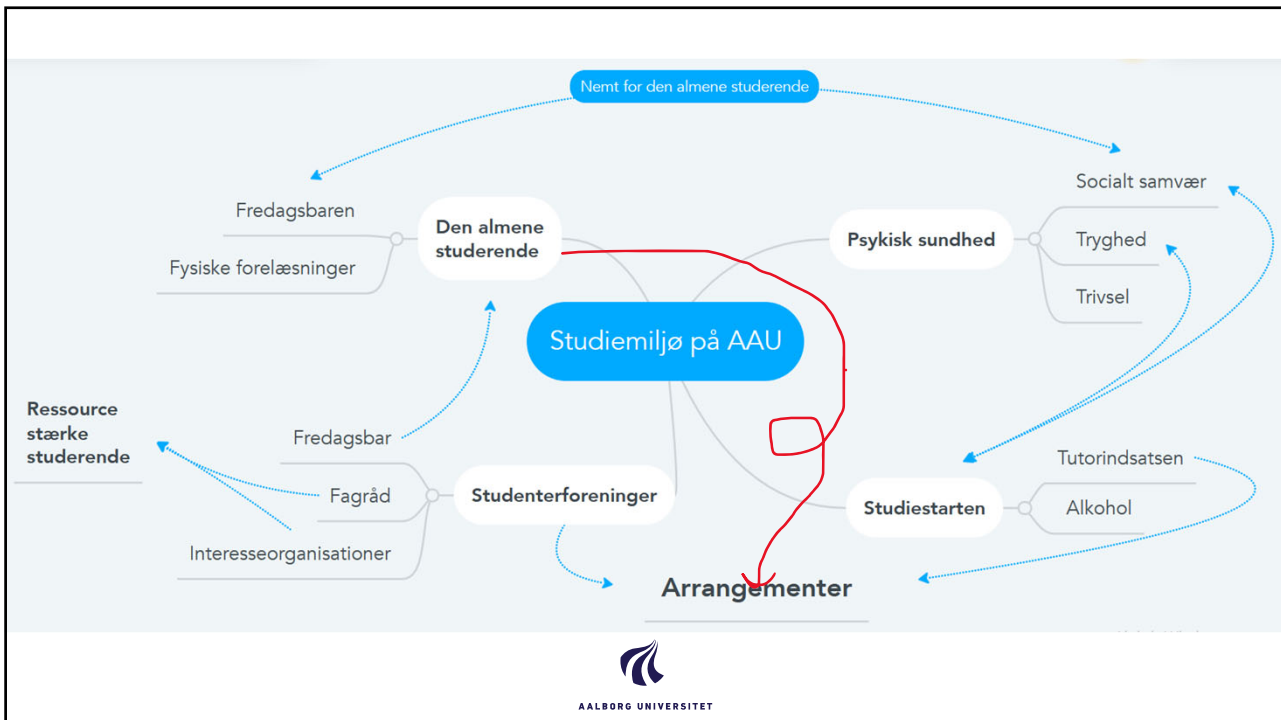 Nemt for den almene studerende
Socialt samvær
Fredagsbaren
Den almene
studerende
Psykisk sundhed
Tryghed
Fysiske forelæsninger
Trivsel
Studiemiljø på AAU
Ressource
stærke
studerende
Fredagsbar
Tutorindsatsen
Fagråd
Studenterforeninger
Studiestarten
Alkohol
Interesseorganisationer
Arrangementer
AALBORG UNIVERSITET